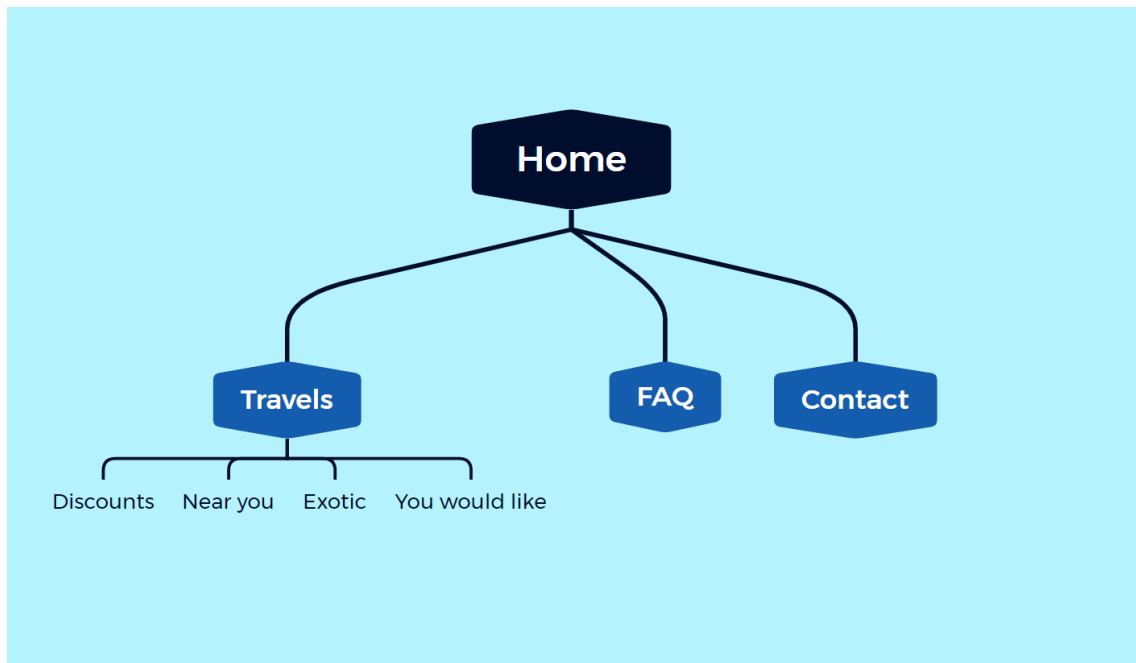 Home
Travels
FAQ
Contact
Discounts
Near you
Exotic
You would like